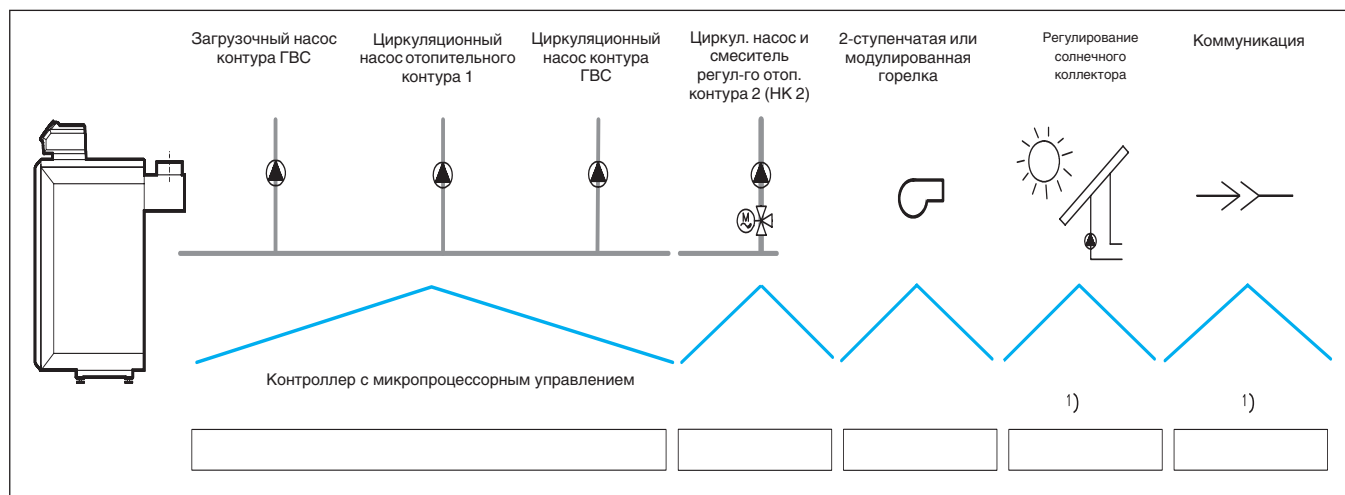 Загрузочный насос
контура ГВС
Циркуляционный
насос отопительного
контура 1
Циркуляционный
насос контура
ГВС
Циркул. насос и
смеситель
регул-го отоп.
контура 2 (НК 2)
2-ступенчатая или
модулированная
горелка
Регулирование
солнечного
коллектора
Коммуникация
M
Контроллер с микропроцессорным управлением
1)
1)